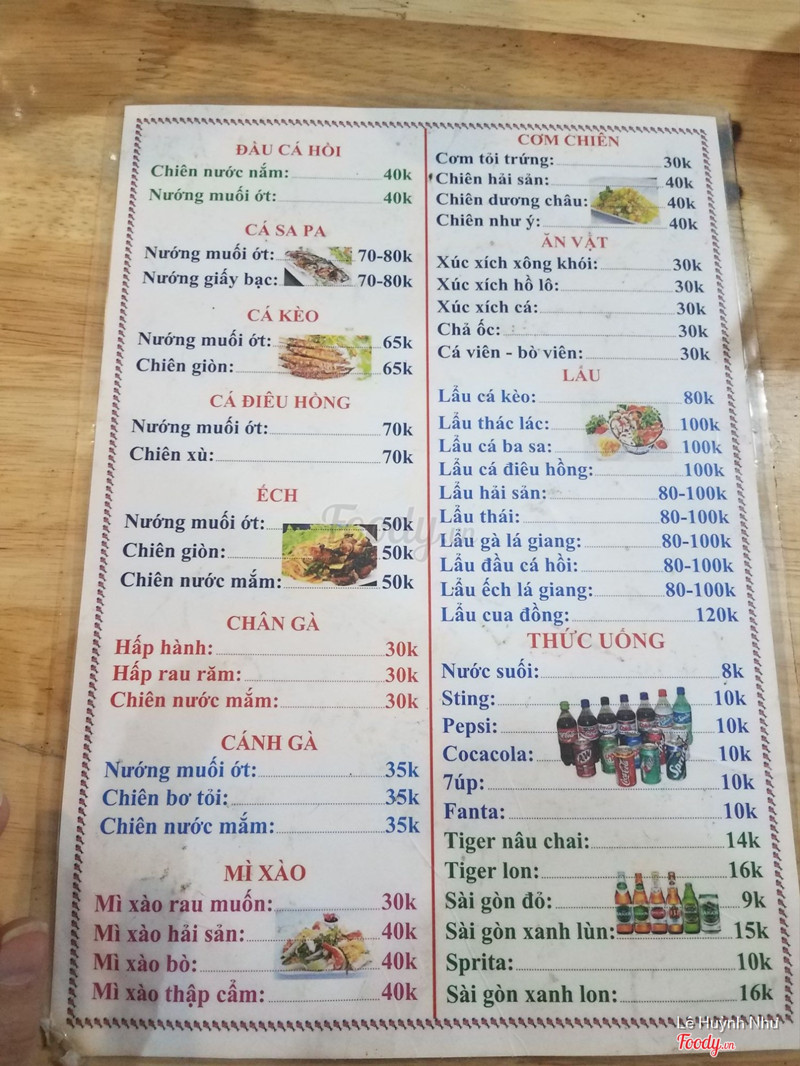 ĐẦU CÁ HỒI
Chiên nước nắm: 40k
Nướng muối ớt: 40k
CÁ SA PA
Nướng muối ớt: 70-80k
Nướng giấy bạc: 70-80k
CÁ KÈO
Nướng muối ớt: 65k
Chiên giòn: 65k
CÁ ĐIÊU HỒNG
Nướng muối ớt: 70k
Chiên xù: 70k
ẾCH
Nướng muối ớt: 50k
Chiên giòn: 50k
Chiên nước mắm: 50k
CHÂN GÀ
Hấp hành: 30k
Hấp rau răm: 30k
Chiên nước mắm: 30k
CÁNH GÀ
Nướng muối ớt: 35k
Chiên bơ tỏi: 35k
Chiên nước mắm: 35k
MÌ XÀO
Mì xào rau muốn: 30k
Mì xào hải sản: 40k
Mì xào bò: 40k
Mì xào thập cẩm: 40k
CƠM CHIÊN
Cơm tỏi trứng: 30k
Chiên hải sản: 40k
Chiên dương châu: 40k
Chiên như ý: 40k
ĂN VẶT
Xúc xích xông khói: 30k
Xúc xích hồ lô: 30k
Xúc xích cá: 30k
Chả ốc: 30k
Cá viên - bò viên: 30k
LẨU
Lẩu cá kèo: 80k
Lẩu thác lác: 100k
Lẩu cá ba sa: 100k
Lẩu cá điêu hồng: 100k
Lẩu hải sản: 80-100k
Lẩu thái: 80-100k
Lẩu gà lá giang: 80-100k
Lẩu đầu cá hồi: 80-100k
Lẩu ếch lá giang: 80-100k
Lẩu cua đồng: 120k
THỨC UỐNG
Nước suối: 8k
Sting: 10k
Pepsi: 10k
Cocacola: 10k
7úp: 10k
Fanta: 10k
Tiger nâu chai: 14k
Tiger lon: 16k
Sài gòn đỏ: 9k
Sài gòn xanh lùn: 15k
Sprita: 10k
Sài gòn xanh lon: 16k
Foody.vn
Lê Huỳnh Như
Foody.vn